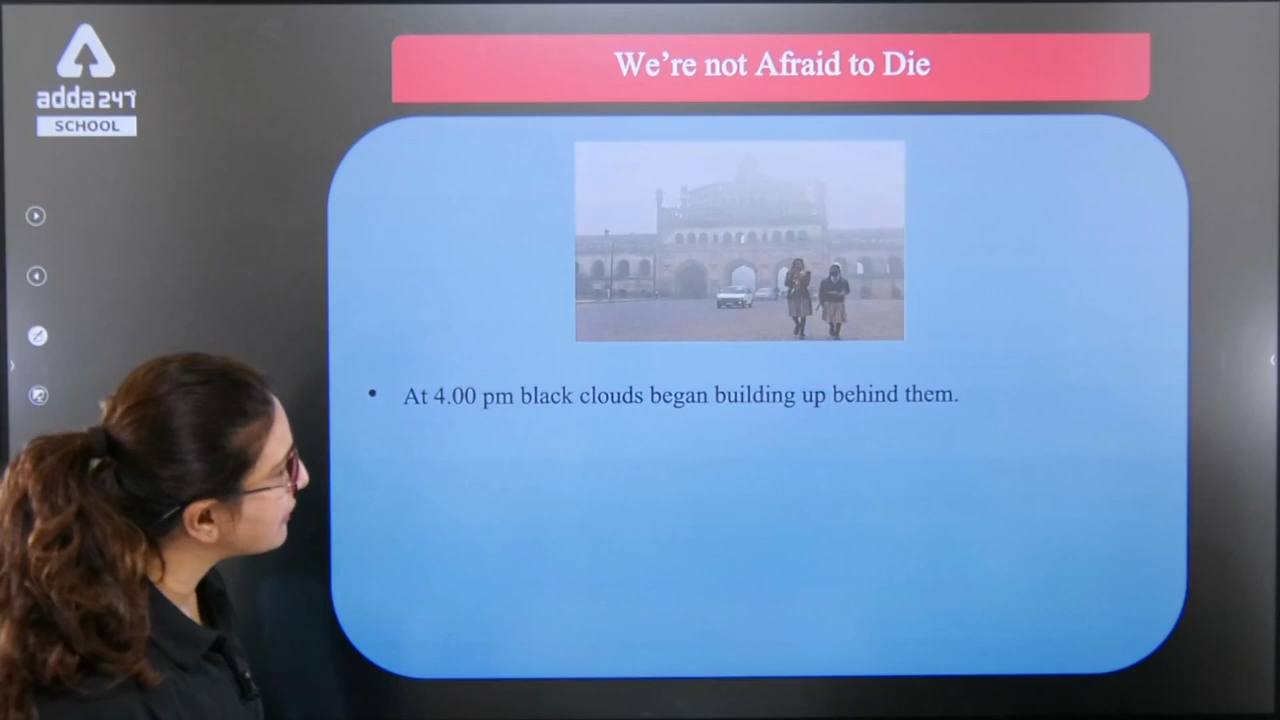 adda247
SCHOOL
We're not Afraid to Die
• At 4.00 pm black clouds began building up behind them.